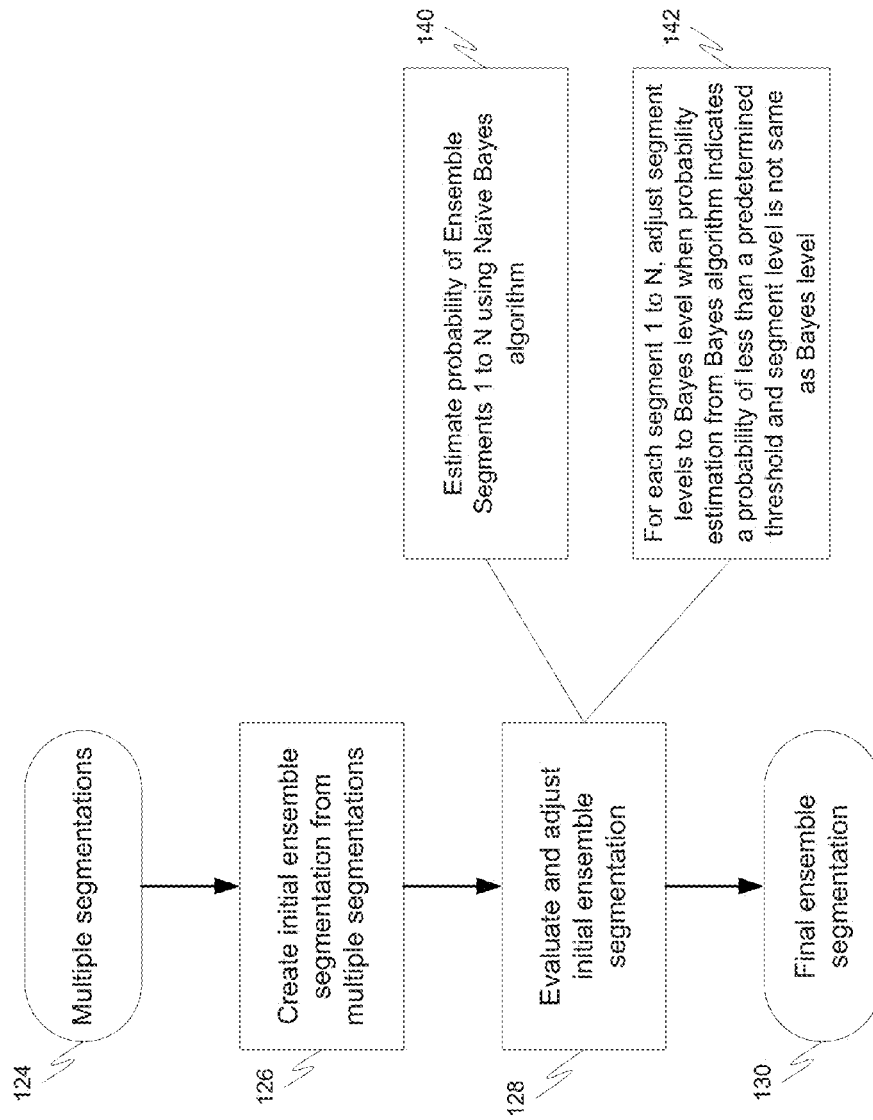 124
Multiple segmentations
126
Create initial ensemble
segmentation from
multiple segmentations
128
Evaluate and adjust
initial ensemble
segmentation
130
Final ensemble
segmentation
140
Estimate probability of Ensemble
Segments 1 to N using Naïve Bayes
algorithm
142
For each segment 1 to N, adjust segment
levels to Bayes level when probability
estimation from Bayes algorithm indicates
a probability of less than a predetermined
threshold and segment level is not same
as Bayes level